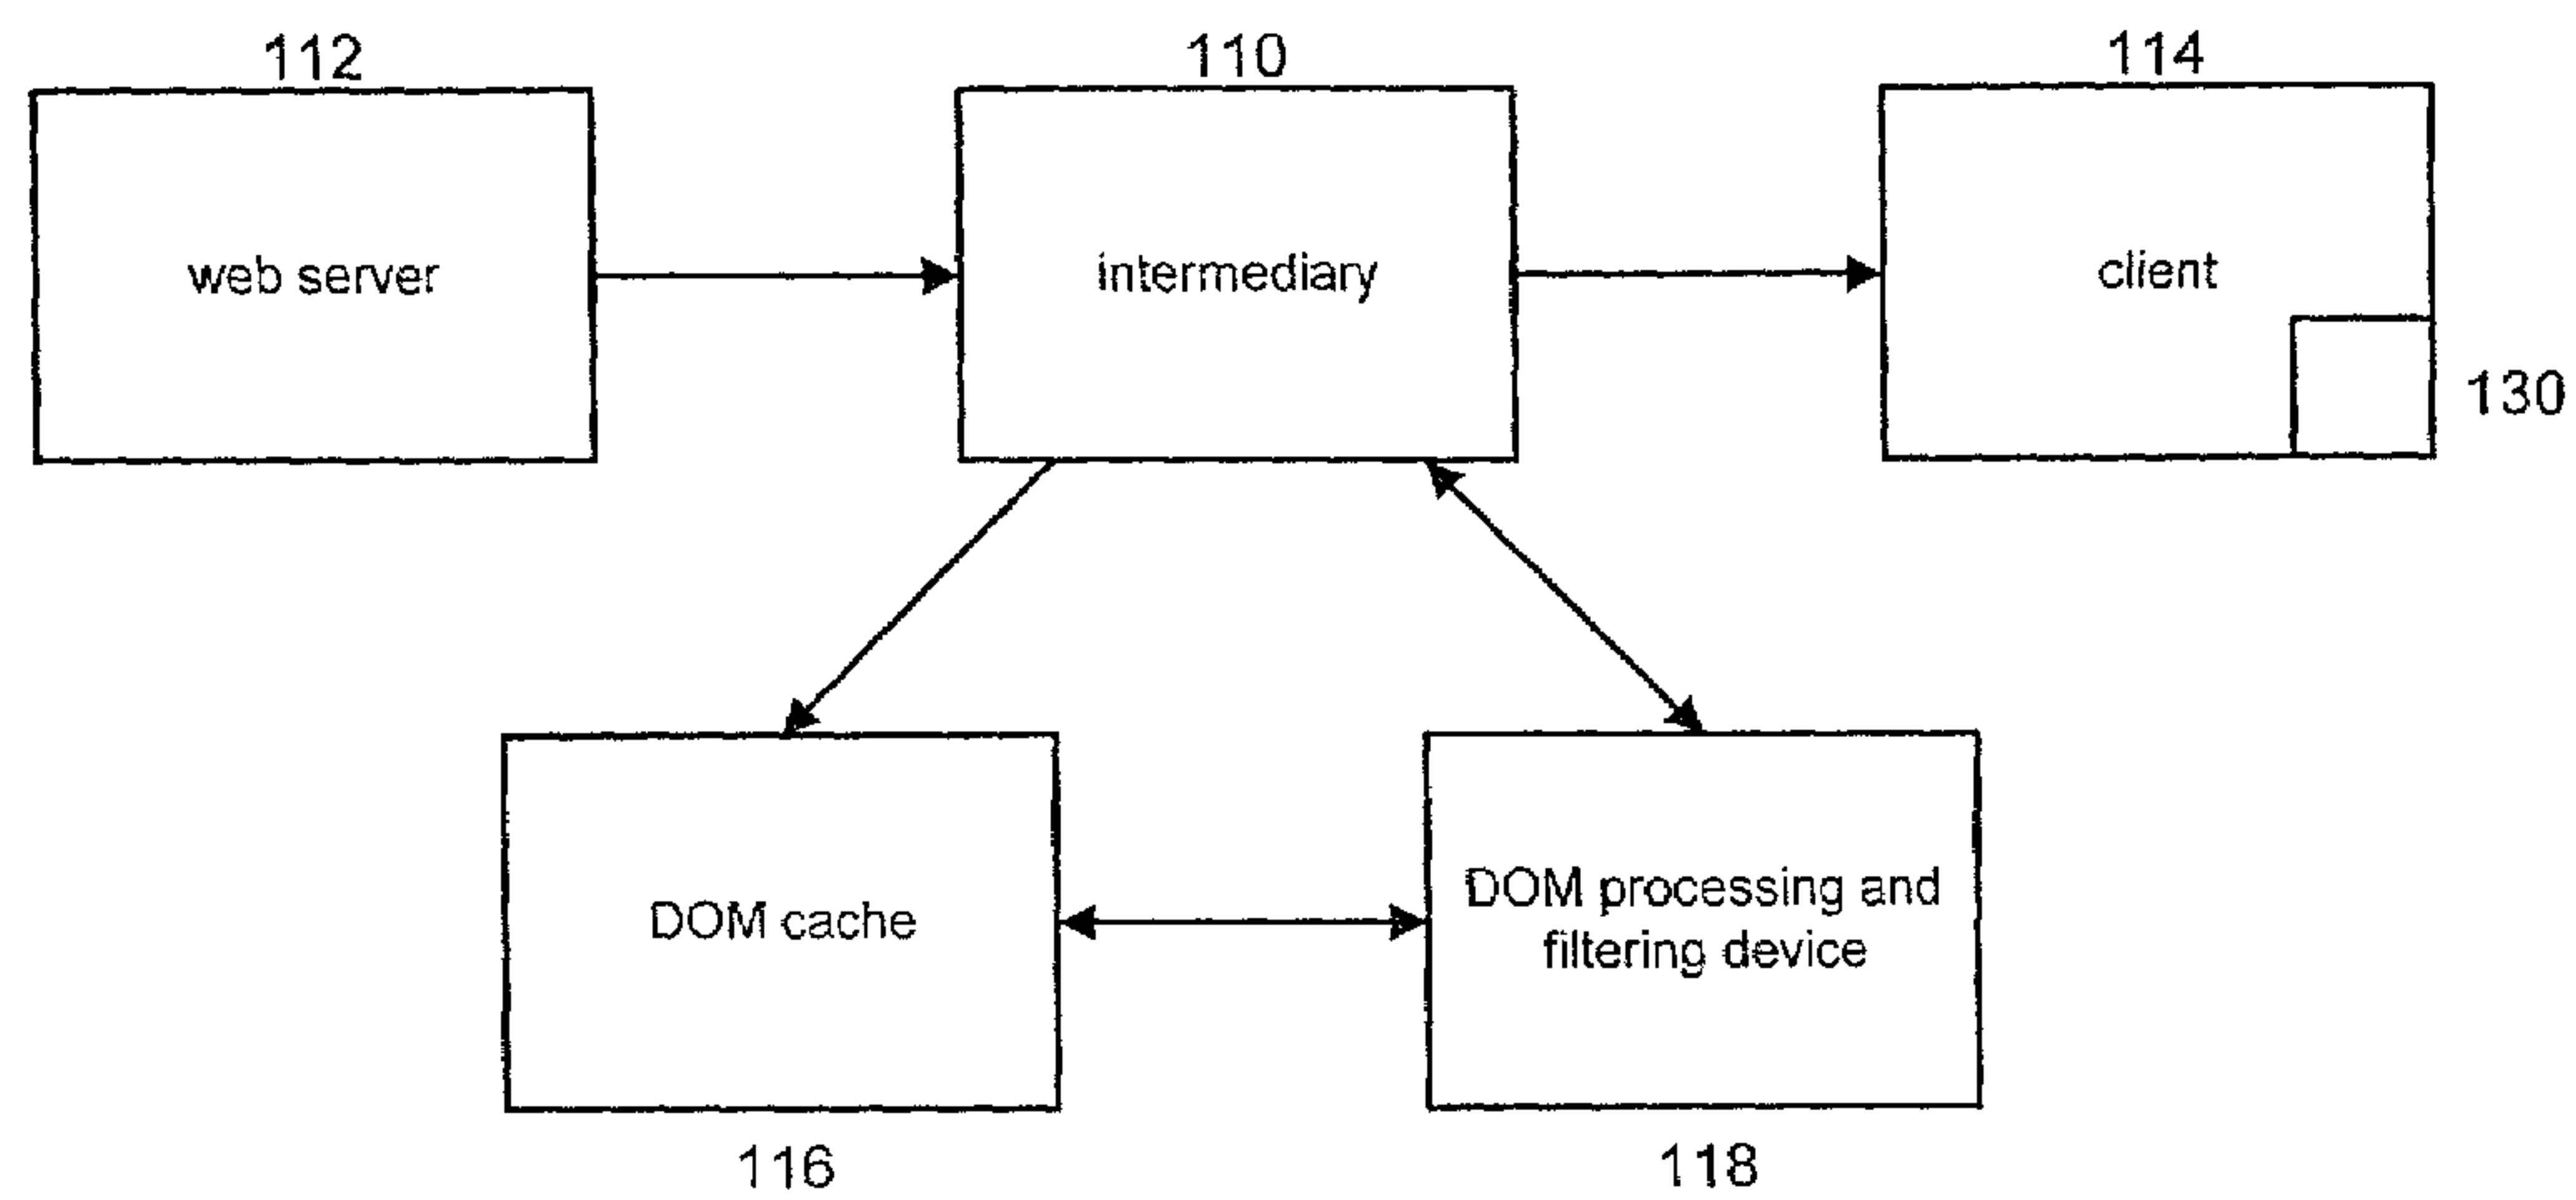 112
110
114
web server
intermediary
client
130
DOM cache
DOM processing and
filtering device
116
118